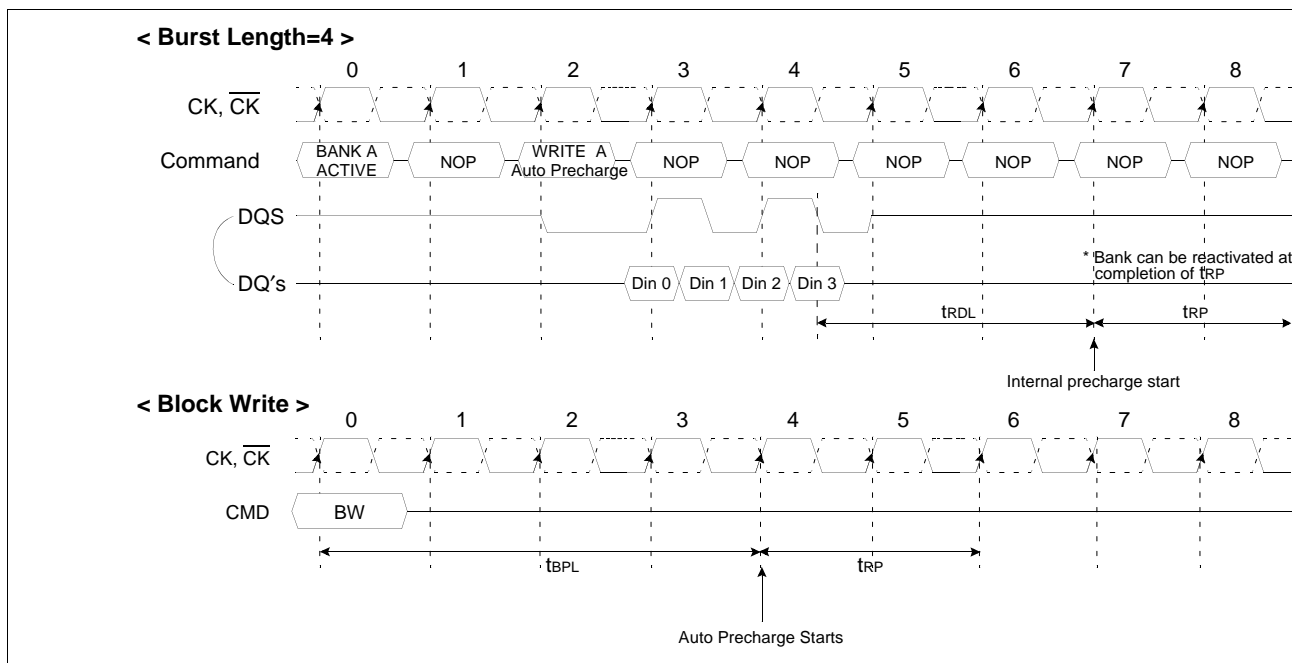 < Burst Length=4 >
0 1 2 3 4 5 6 7 8
CK, CK
Command
BANK A
ACTIVE
NOP
WRITE A
Auto Precharge
NOP
NOP
NOP
NOP
NOP
NOP
DQS
DQ's
Din 0 Din 1 Din 2 Din 3
* Bank can be reactivated at
completion of tRP
tRDL
tRP
Internal precharge start
< Block Write >
0 1 2 3 4 5 6 7 8
CK, CK
CMD
BW
tBPL
tRP
Auto Precharge Starts